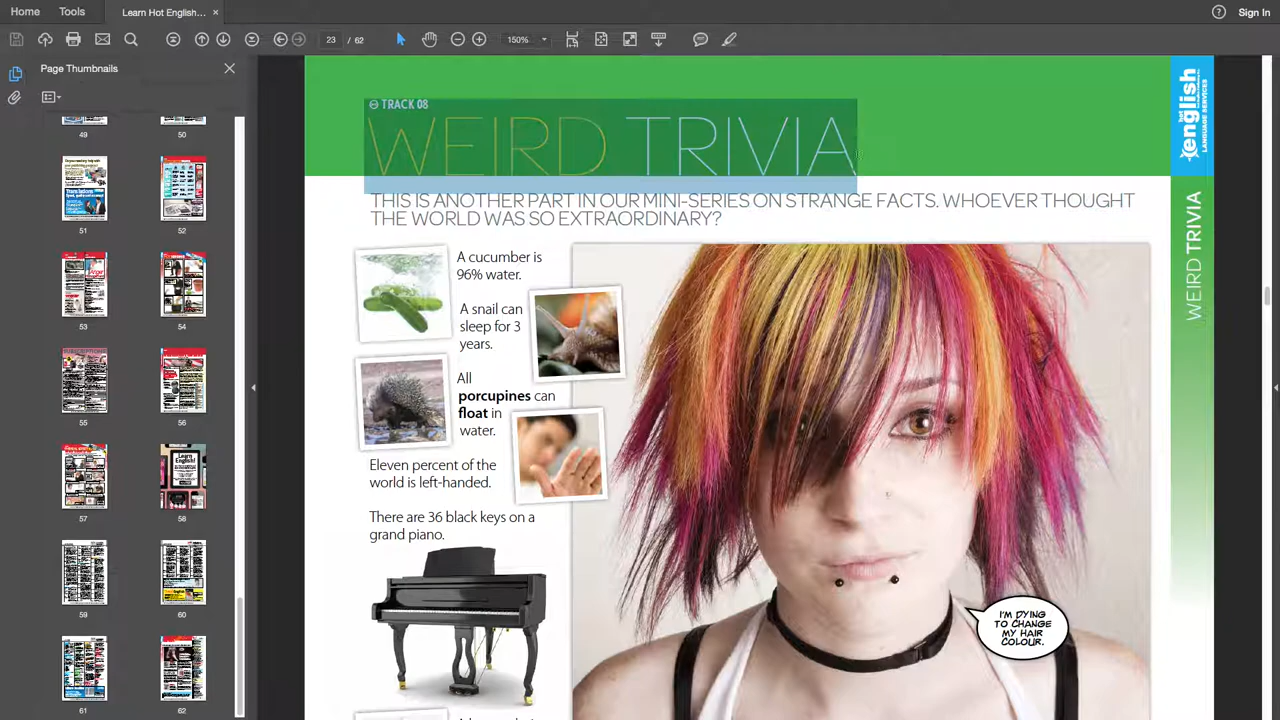 Home Tools Learn Hot English... ×
Sign In
23 / 62
150%
Page Thumbnails
49 50
51 52
53 54
55 56
57 58
59 60
61 62
TRACK 08
WEIRD TRIVIA
THIS IS ANOTHER PART IN OUR MINI-SERIES ON STRANGE FACTS. WHOEVER THOUGHT
THE WORLD WAS SO EXTRAORDINARY?
A cucumber is
96% water.
A snail can
sleep for 3
years.
All
porcupines can
float in
water.
Eleven percent of the
world is left-handed.
There are 36 black keys on a
grand piano.
I'M DYING
TO CHANGE
MY HAIR
COLOUR.
hot english
LANGUAGE SERVICES
WEIRD TRIVIA